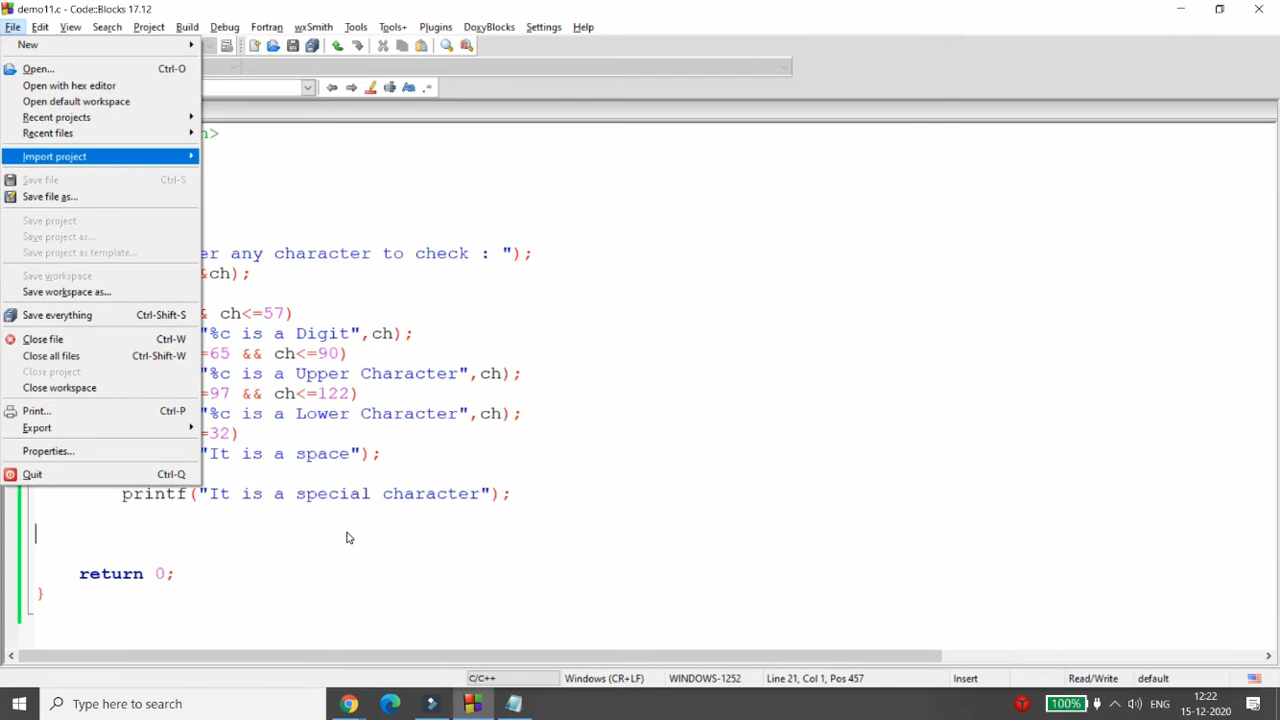 demo11.c - Code::Blocks 17.12
File Edit View Search Project Build Debug Fortran wxSmith Tools Tools+ Plugins DoxyBlocks Settings Help
New
Open... Ctrl-O
Open with hex editor
Open default workspace
Recent projects
Recent files
Import project
Save file Ctrl-S
Save file as...
Save project
Save project as...
Save project as template...
Save workspace
Save workspace as...
Save everything Ctrl-Shift-S
Close file Ctrl-W
Close all files Ctrl-Shift-W
Close project
Close workspace
Print... Ctrl-P
Export
Properties...
Quit Ctrl-Q
h>
er any character to check : ");
&ch);
& ch<=57)
"%c is a Digit",ch);
=65 && ch<=90)
"%c is a Upper Character",ch);
=97 && ch<=122)
"%c is a Lower Character",ch);
=32)
"It is a space");
printf("It is a special character");
return 0;
}
C/C++ Windows (CR+LF) WINDOWS-1252 Line 21, Col 1, Pos 457 Insert Read/Write default
Type here to search
100% ENG 12:22
15-12-2020